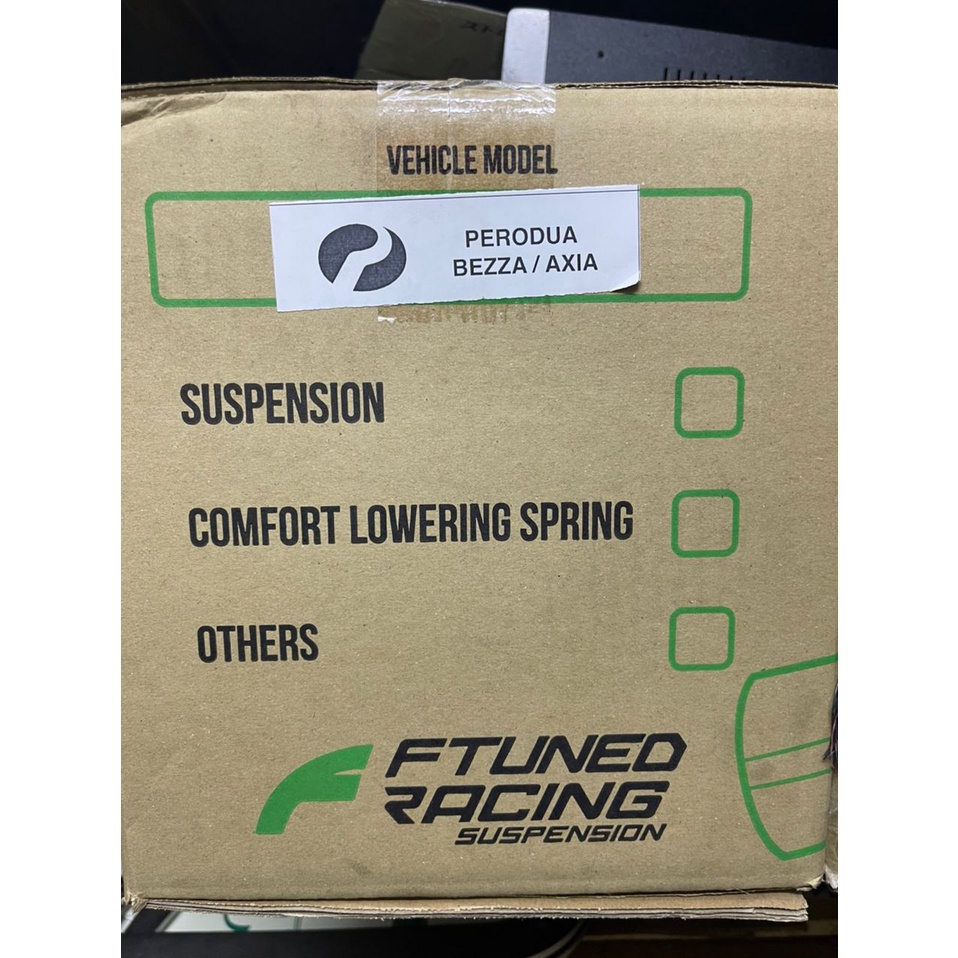 VEHICLE MODEL
PERODUA
BEZZA / AXIA
SUSPENSION
COMFORT LOWERING SPRING
OTHERS
FTUNED
RACING
SUSPENSION